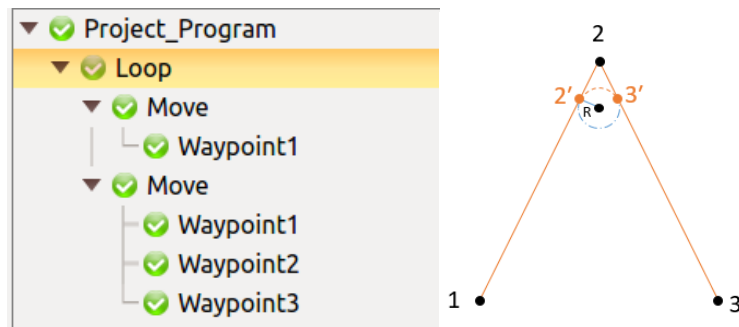 Project_Program
Loop
Move
Waypoint1
Move
Waypoint1
Waypoint2
Waypoint3
2
2′ 3′
R
1 3